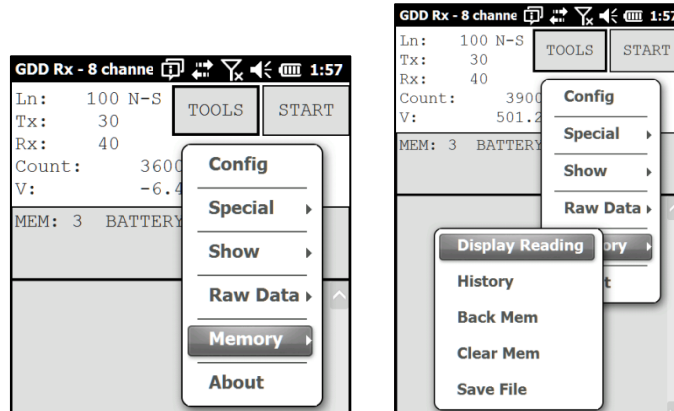 GDD Rx - 8 channe 1:57
Ln: 100 N-S
Tx: 30
Rx: 40
Count: 3600
V: -6.4
MEM: 3 BATTERY
TOOLS
START
Config
Special
Show
Raw Data
Memory
About
GDD Rx - 8 channe 1:57
Ln: 100 N-S
Tx: 30
Rx: 40
Count: 3900
V: 501.2
MEM: 3 BATTERY
TOOLS
START
Config
Special
Show
Raw Data
ory
t
Display Reading
History
Back Mem
Clear Mem
Save File